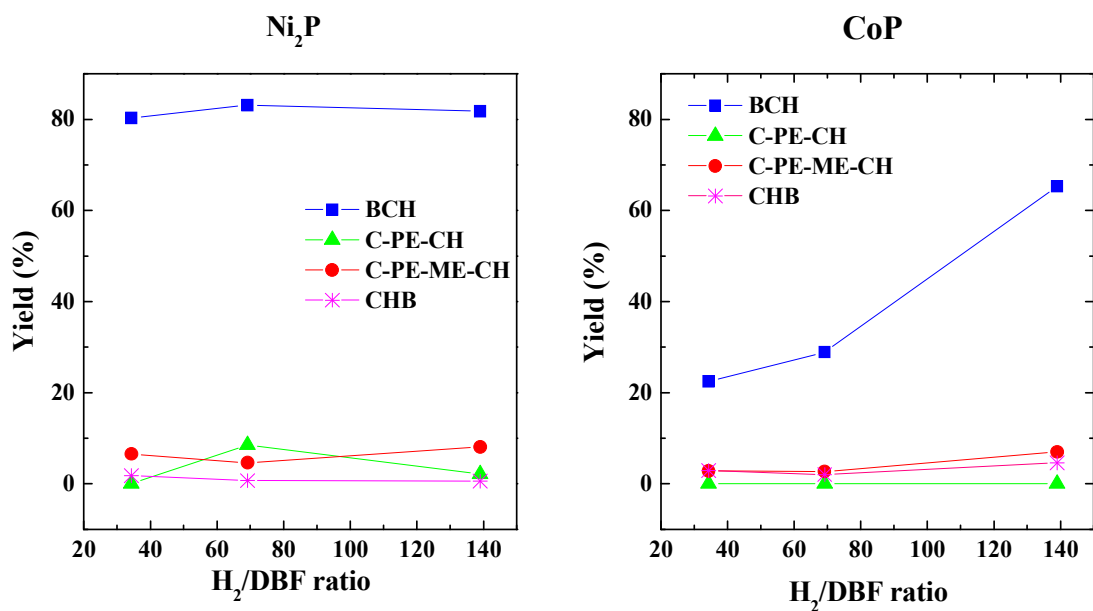 Ni₂P
Yield (%)
80
60
40
20
0
BCH
C-PE-CH
C-PE-ME-CH
CHB
20 40 60 80 100 120 140
H₂/DBF ratio
CoP
Yield (%)
80
60
40
20
0
BCH
C-PE-CH
C-PE-ME-CH
CHB
20 40 60 80 100 120 140
H₂/DBF ratio